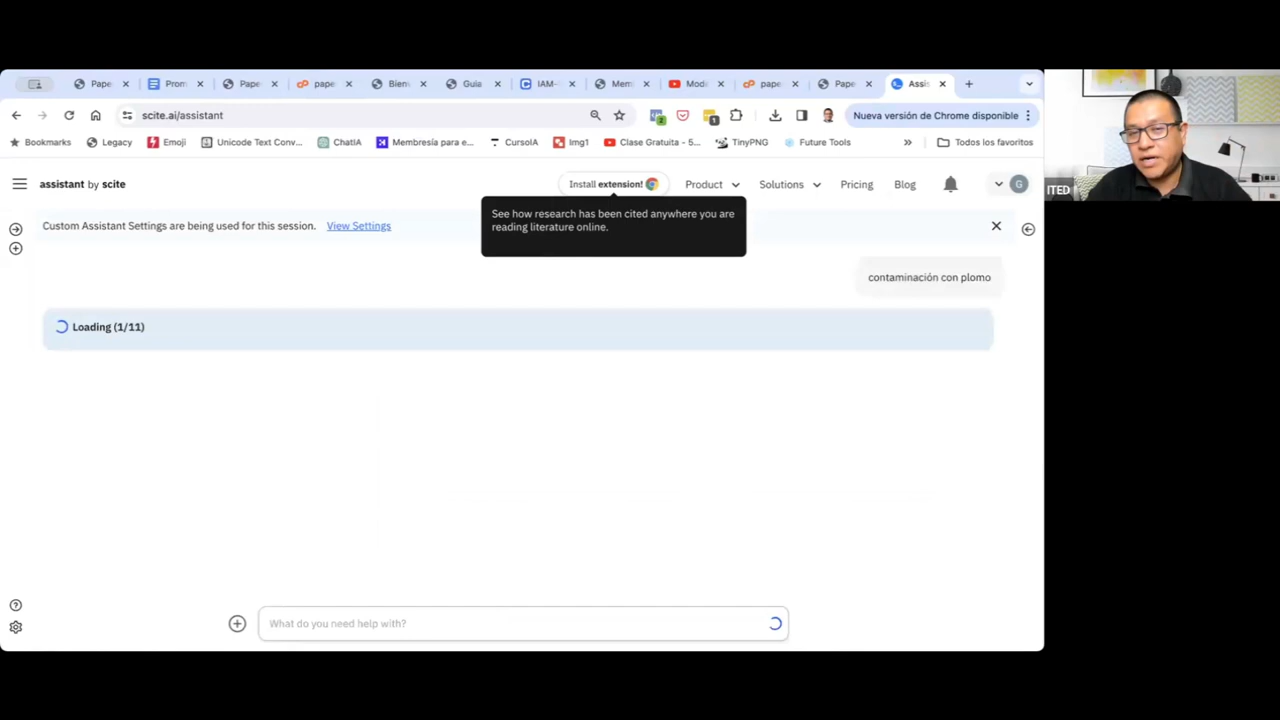 Pape
Prom
Pape
pape
Bien
Guia
IAM-
Mem
Mode
pape
Pape
Assis
scite.ai/assistant
2
1
Nueva versión de Chrome disponible
Bookmarks
Legacy
Emoji
Unicode Text Conv...
ChatIA
Membresía para e...
CursoIA
Img1
Clase Gratuita - 5...
TinyPNG
Future Tools
»
Todos los favoritos
assistant by scite
Install extension!
Product
Solutions
Pricing
Blog
G
See how research has been cited anywhere you are
reading literature online.
Custom Assistant Settings are being used for this session. View Settings
contaminación con plomo
Loading (1/11)
What do you need help with?
ITED